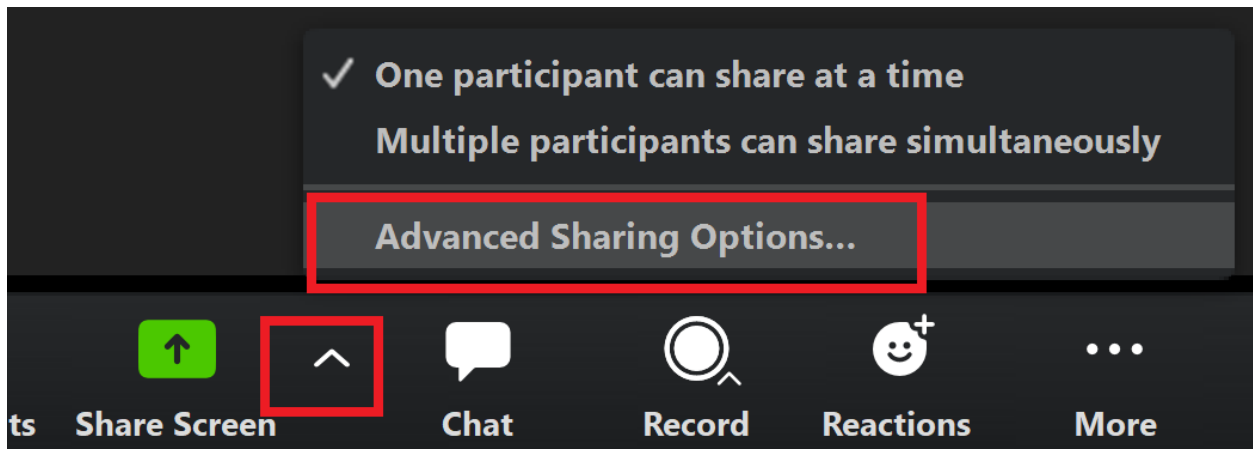 One participant can share at a time
Multiple participants can share simultaneously
Advanced Sharing Options...
ts Share Screen Chat Record Reactions More